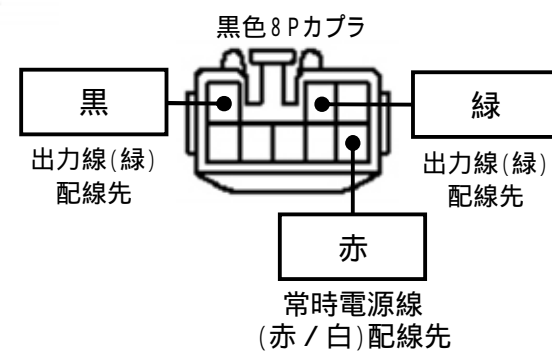 黒色8Pカプラ
黒
緑
出力線(緑)
配線先
出力線(緑)
配線先
赤
常時電源線
(赤/白)配線先